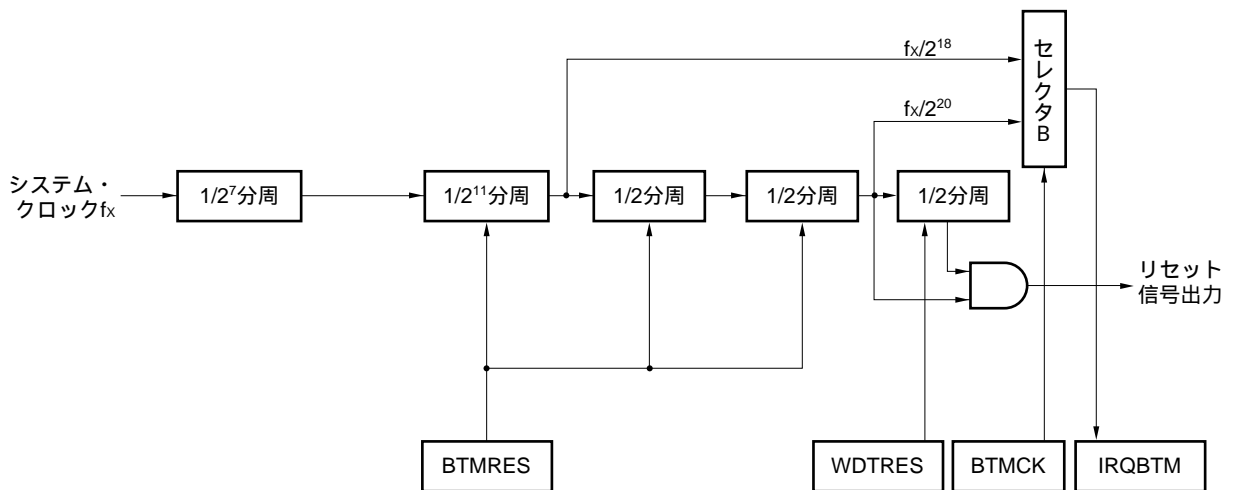 fX/2^18
セレクタB
fX/2^20
システム・
クロックfX
1/2^7分周
1/2^11分周
1/2分周
1/2分周
1/2分周
リセット
信号出力
BTMRES
WDTRES
BTMCK
IRQBTM